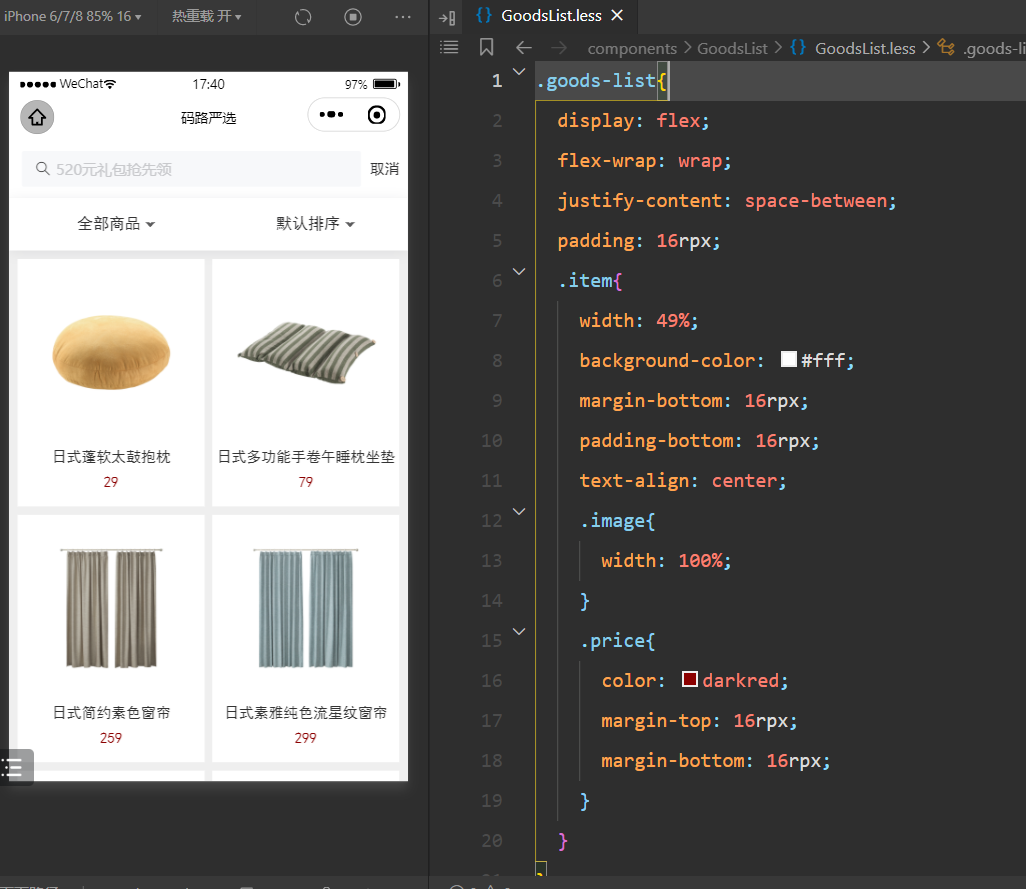 iPhone 6/7/8 85% 16
热重载 开
WeChat
17:40
97%
码路严选
520元礼包抢先领
取消
全部商品
默认排序
日式蓬软太鼓抱枕
29
日式多功能手卷午睡枕坐垫
79
日式简约素色窗帘
259
日式素雅纯色流星纹窗帘
299
GoodsList.less
components > GoodsList > {} GoodsList.less > .goods-li
1 .goods-list{
2 display: flex;
3 flex-wrap: wrap;
4 justify-content: space-between;
5 padding: 16rpx;
6 .item{
7 width: 49%;
8 background-color: #fff;
9 margin-bottom: 16rpx;
10 padding-bottom: 16rpx;
11 text-align: center;
12 .image{
13 width: 100%;
14 }
15 .price{
16 color: darkred;
17 margin-top: 16rpx;
18 margin-bottom: 16rpx;
19 }
20 }